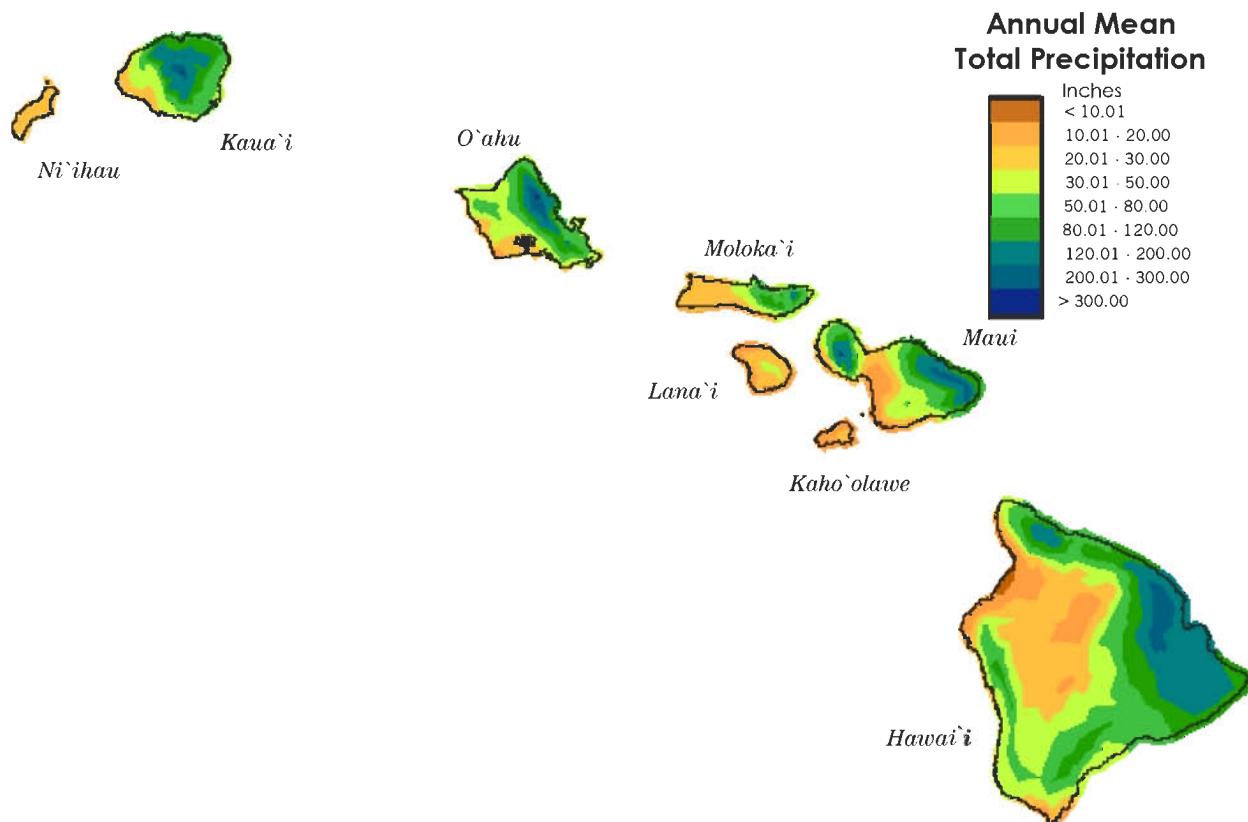 Annual Mean
Total Precipitation
Inches
< 10.01
10.01 - 20.00
20.01 - 30.00
30.01 - 50.00
50.01 - 80.00
80.01 - 120.00
120.01 - 200.00
200.01 - 300.00
> 300.00
Ni`ihau
Kaua`i
O`ahu
Moloka`i
Lana`i
Maui
Kaho`olawe
Hawai`i